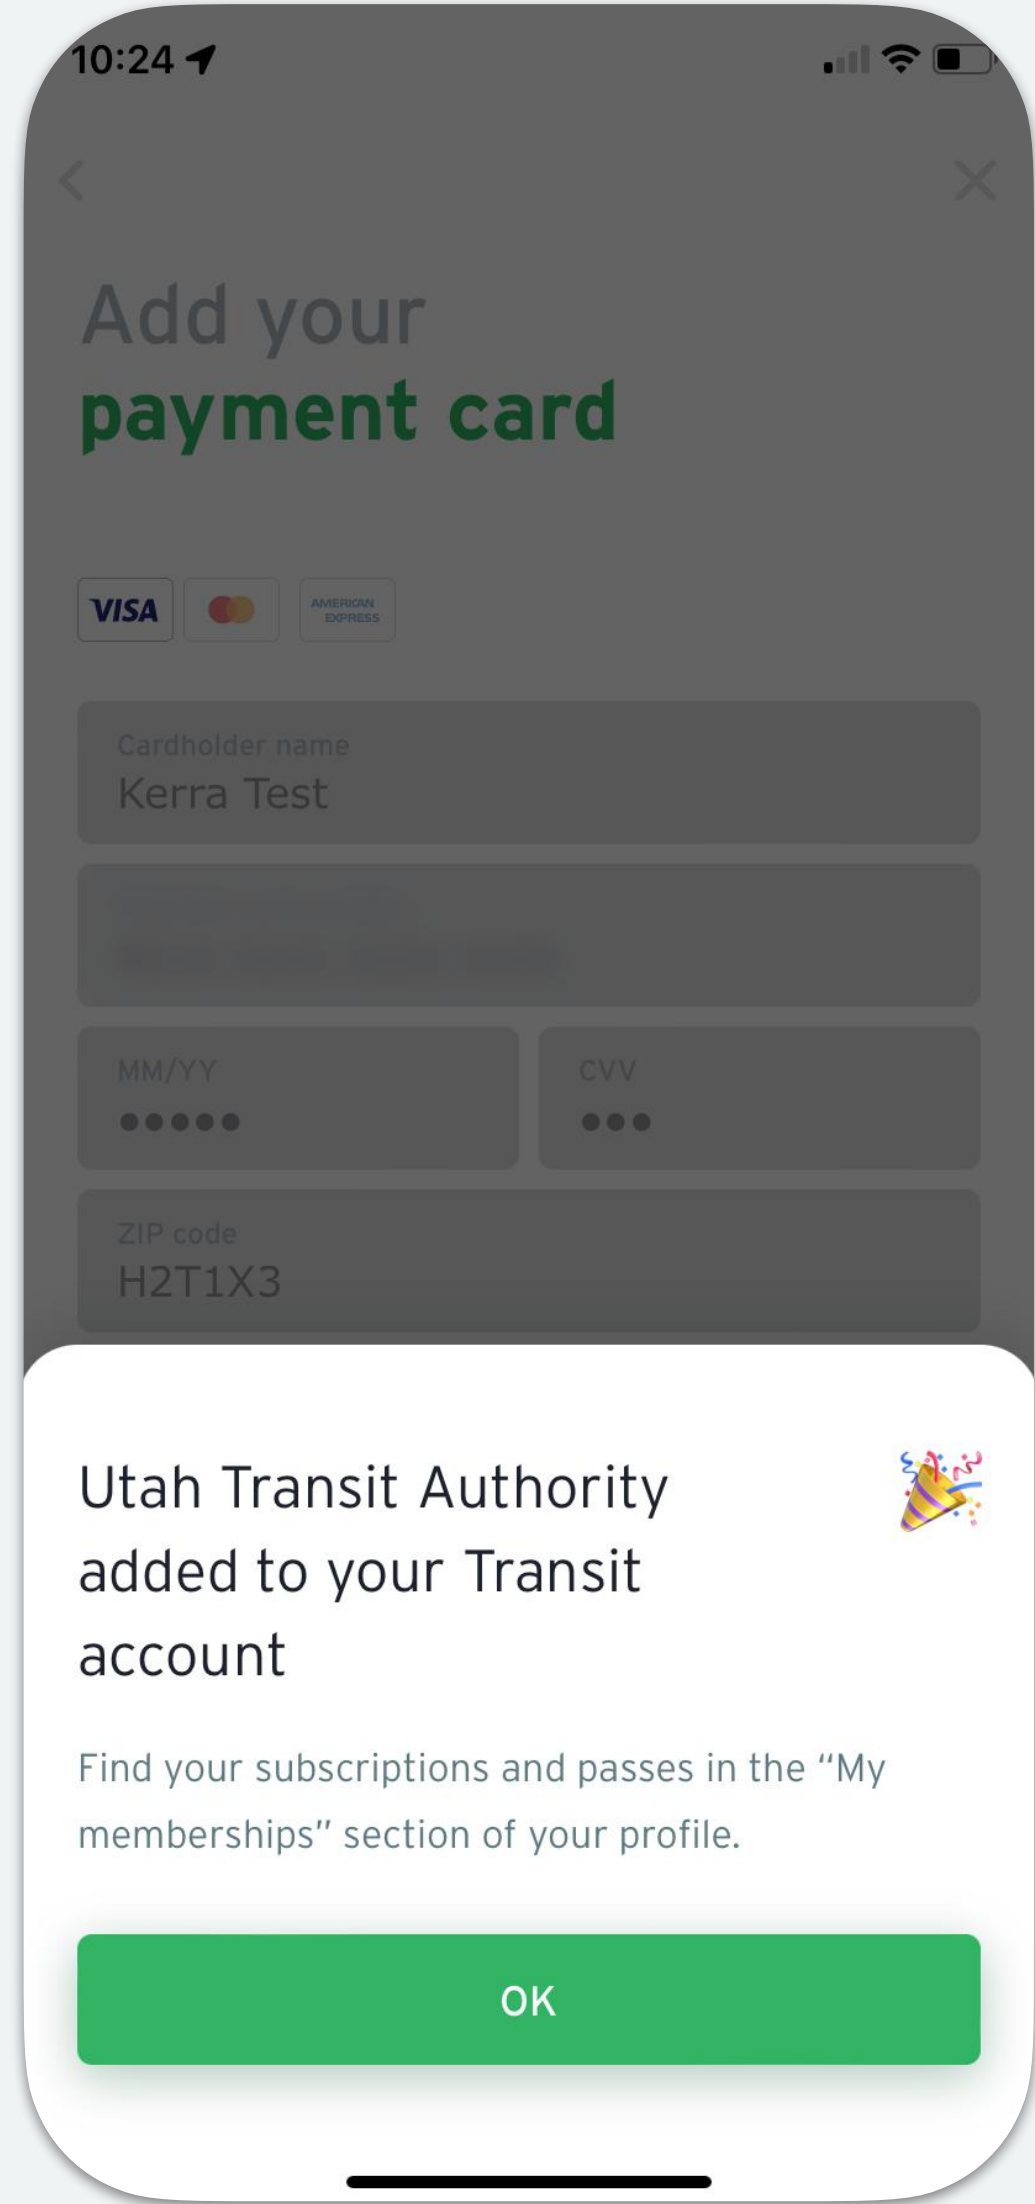 10:24
Add your
payment card
VISA
AMERICAN
EXPRESS
Cardholder name
Kerra Test
MM/YY
•••••
CVV
•••
ZIP code
H2T1X3
Utah Transit Authority
added to your Transit
account
Find your subscriptions and passes in the “My
memberships” section of your profile.
OK